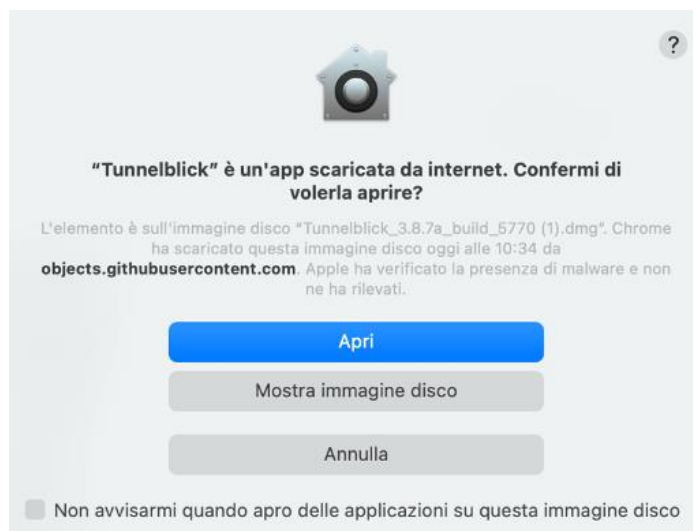 ?
“Tunnelblick” è un'app scaricata da internet. Confermi di
volerla aprire?
L'elemento è sull'immagine disco “Tunnelblick_3.8.7a_build_5770 (1).dmg”. Chrome
ha scaricato questa immagine disco oggi alle 10:34 da
objects.githubusercontent.com. Apple ha verificato la presenza di malware e non
ne ha rilevati.
Apri
Mostra immagine disco
Annulla
Non avvisarmi quando apro delle applicazioni su questa immagine disco